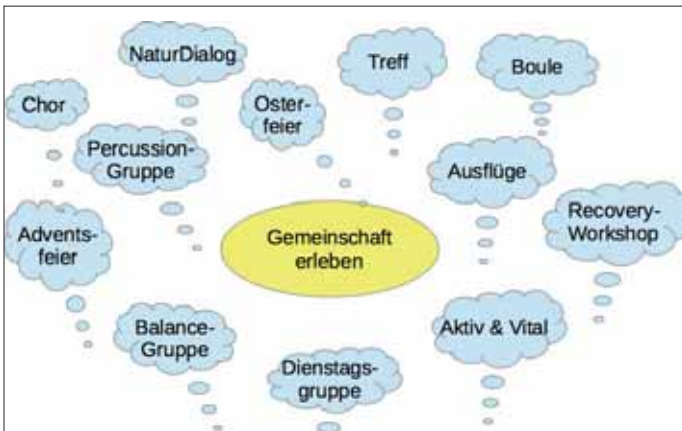 NaturDialog
Treff
Boule
Chor
Oster-
feier
Percussion-
Gruppe
Ausflüge
Recovery-
Workshop
Advents-
feier
Gemeinschaft
erleben
Balance-
Gruppe
Aktiv & Vital
Dienstags-
gruppe